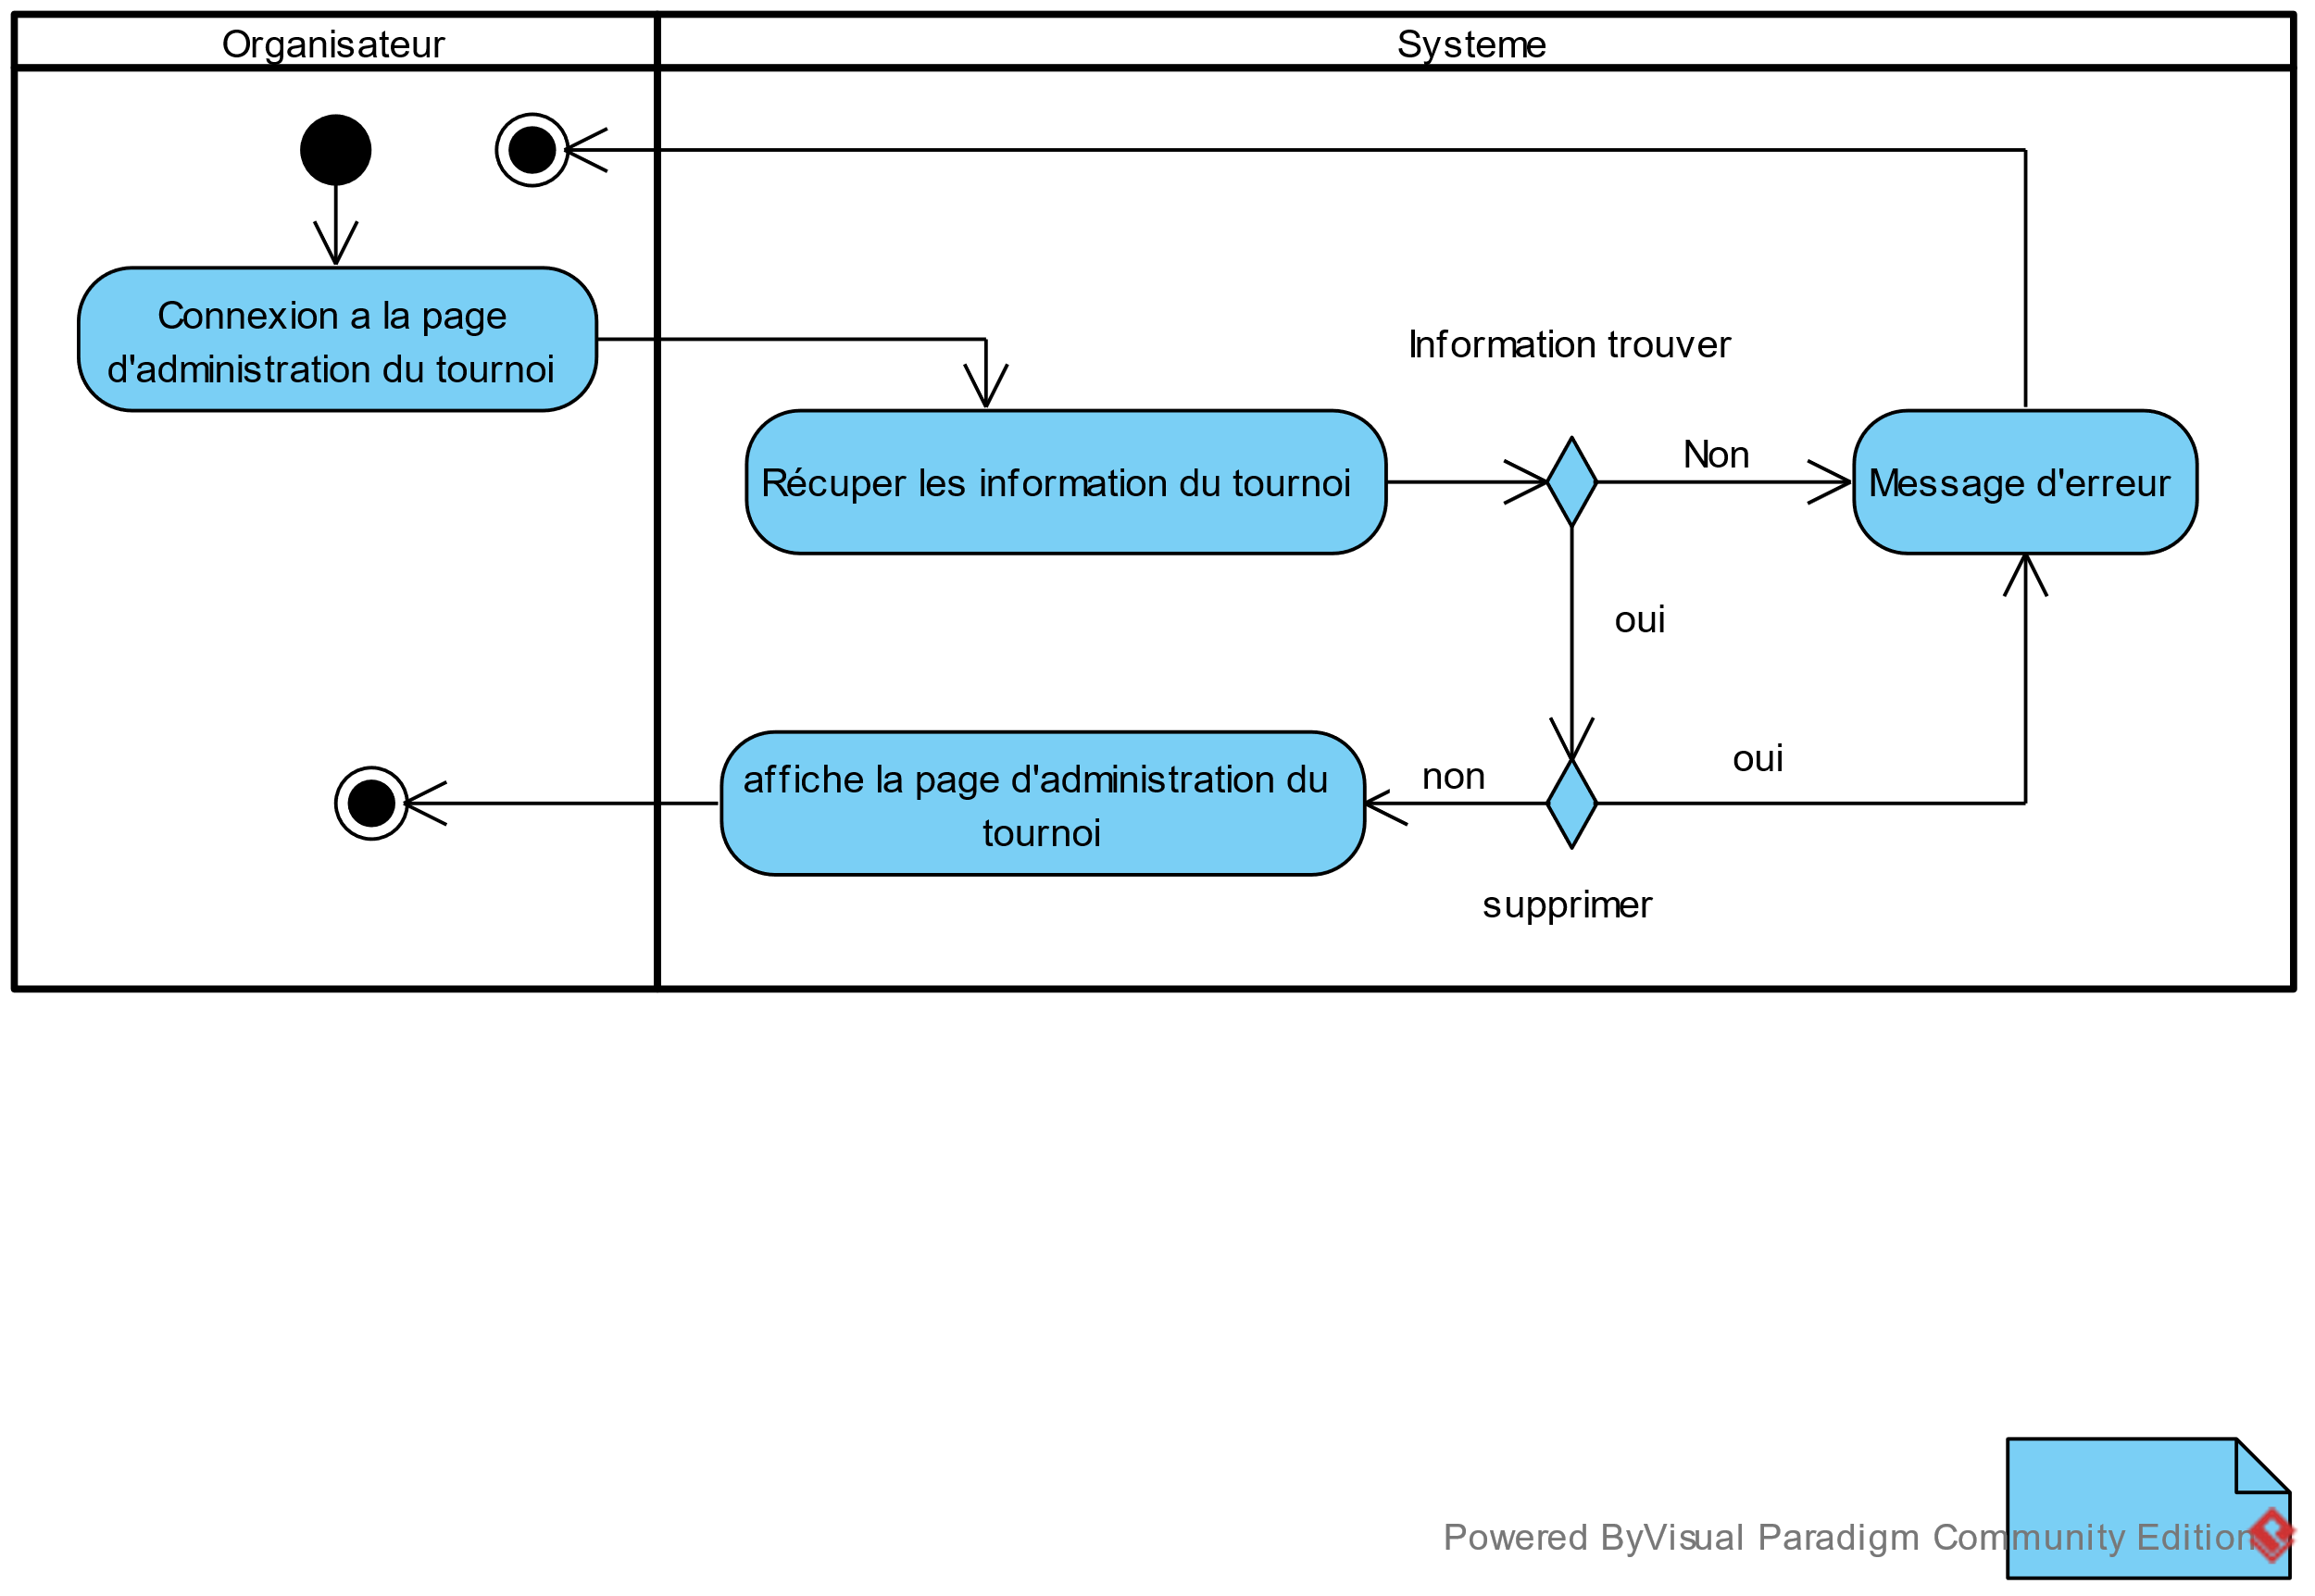 Organisateur
Systeme
Connexion a la page
d'administration du tournoi
Information trouver
Récuper les information du tournoi
Non
Message d'erreur
oui
affiche la page d'administration du
tournoi
non
oui
supprimer
Powered ByVisual Paradigm Community Edition